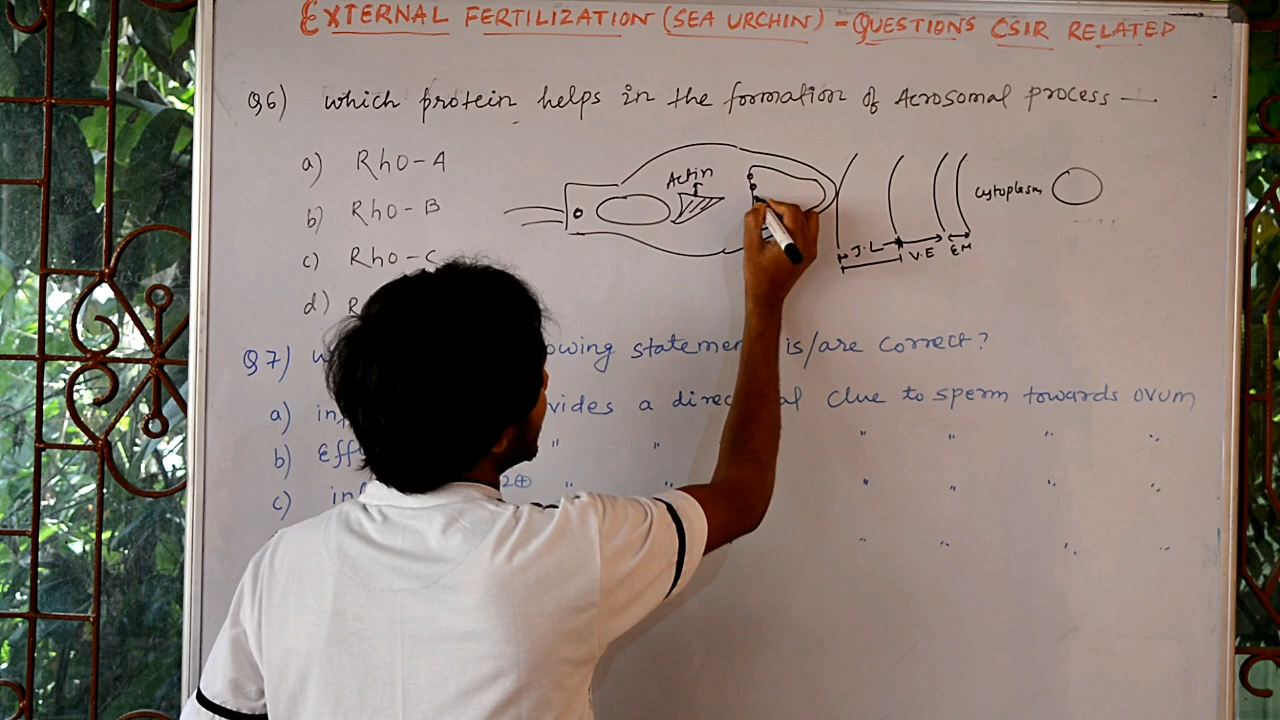 EXTERNAL FERTILIZATION (SEA URCHIN) - QUESTIONS CSIR RELATED
Q6) which protein helps in the formation of Acrosomal process —
a) Rho-A
b) Rho-B
c) Rho-C
d) R
Actin
cytoplasm
J.L V.E EM
Q7) owing statemen is/are correct?
a) in vides a direc al clue to sperm towards ovum
b) Eff " " " " " "
c) inf 2⊕ " " " " " "
" " " "